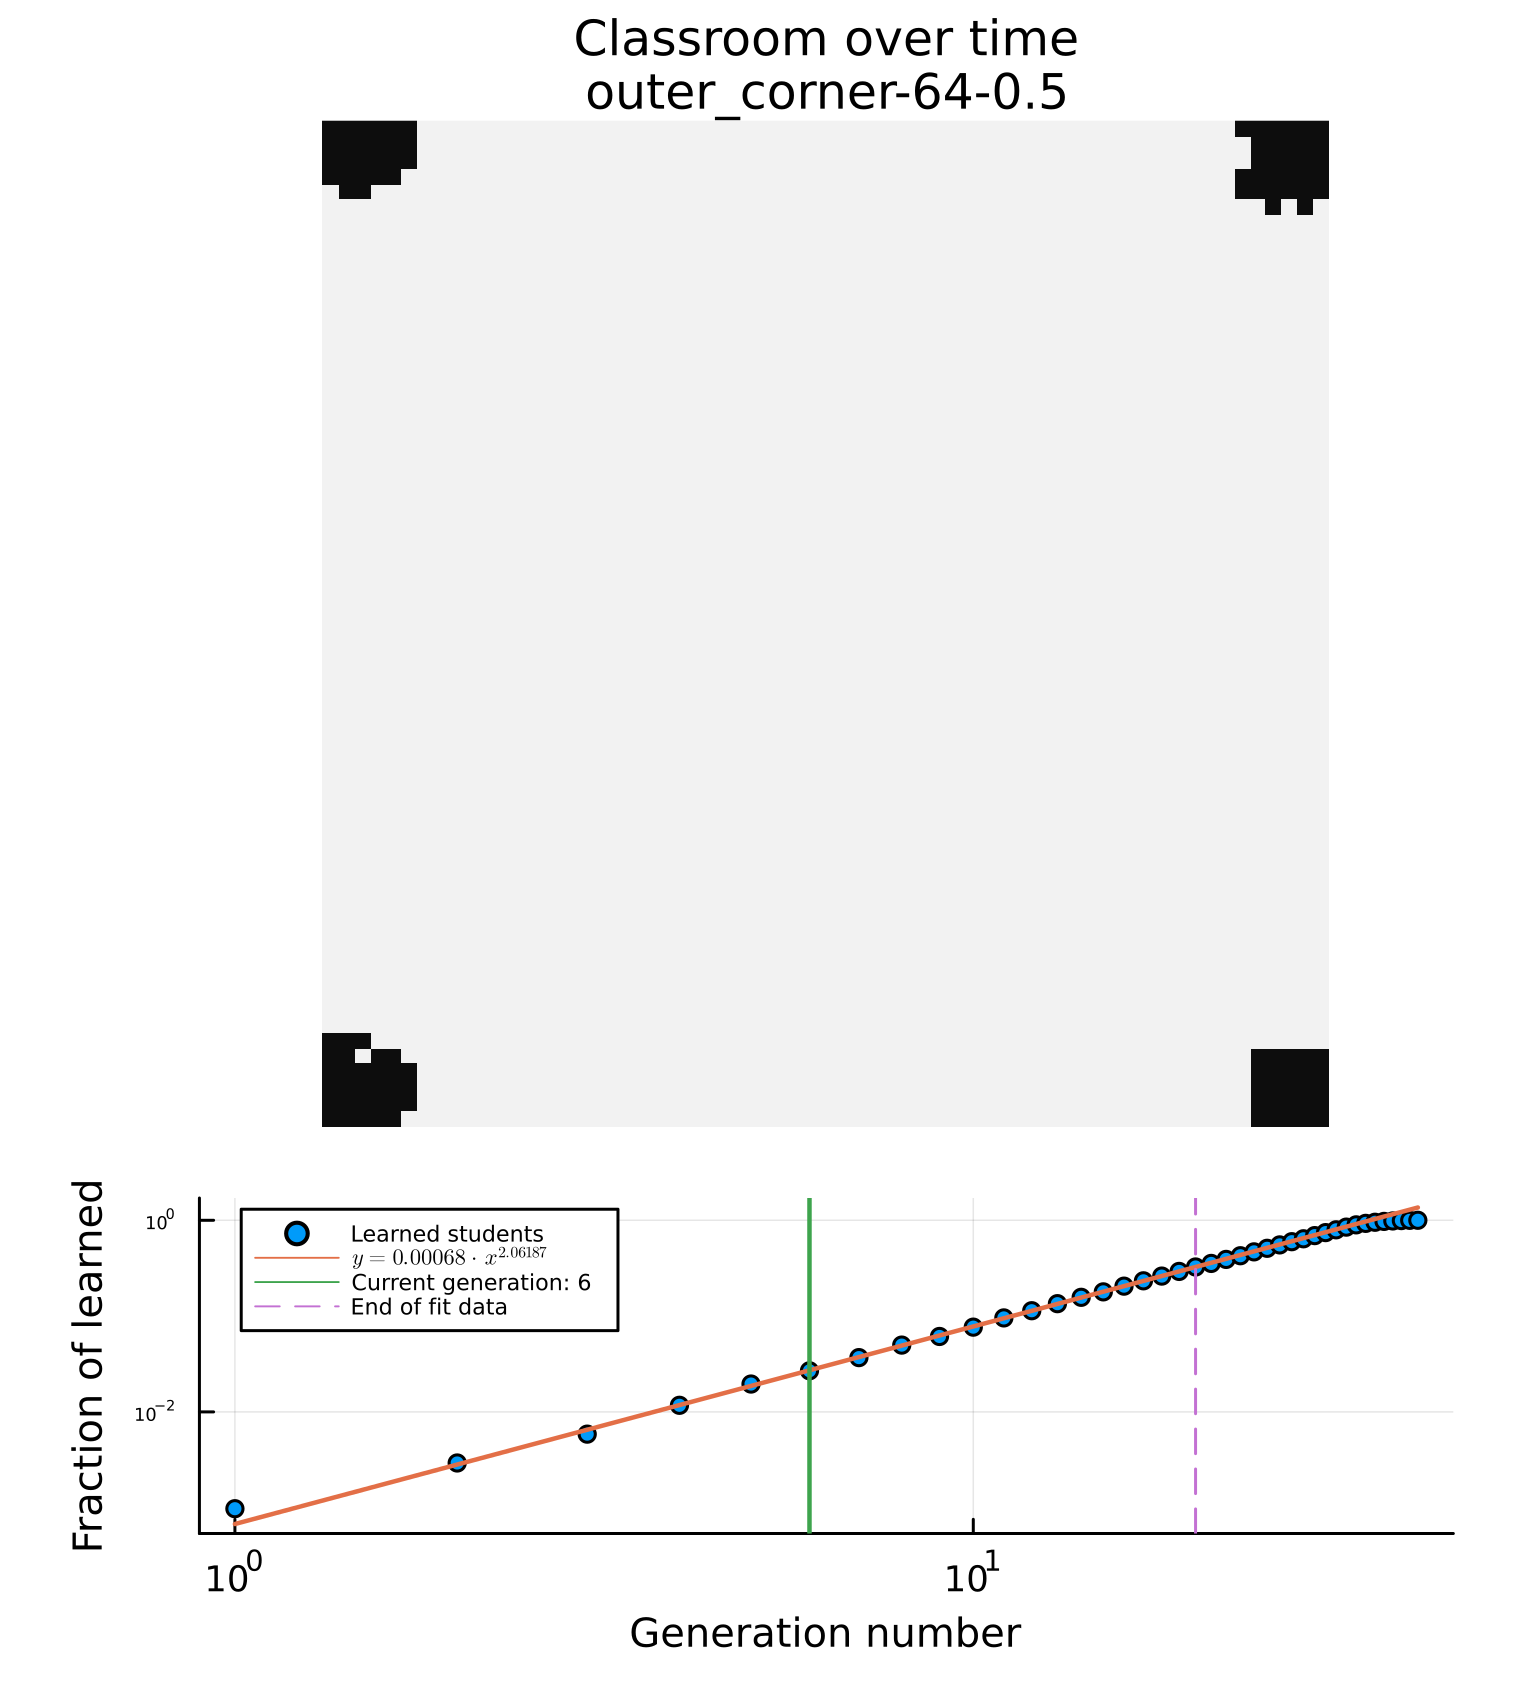 Classroom over time
outer_corner-64-0.5
Fraction of learned
10^0
10^-2
Learned students
y = 0.00068 · x^2.06187
Current generation: 6
End of fit data
10^0
10^1
Generation number